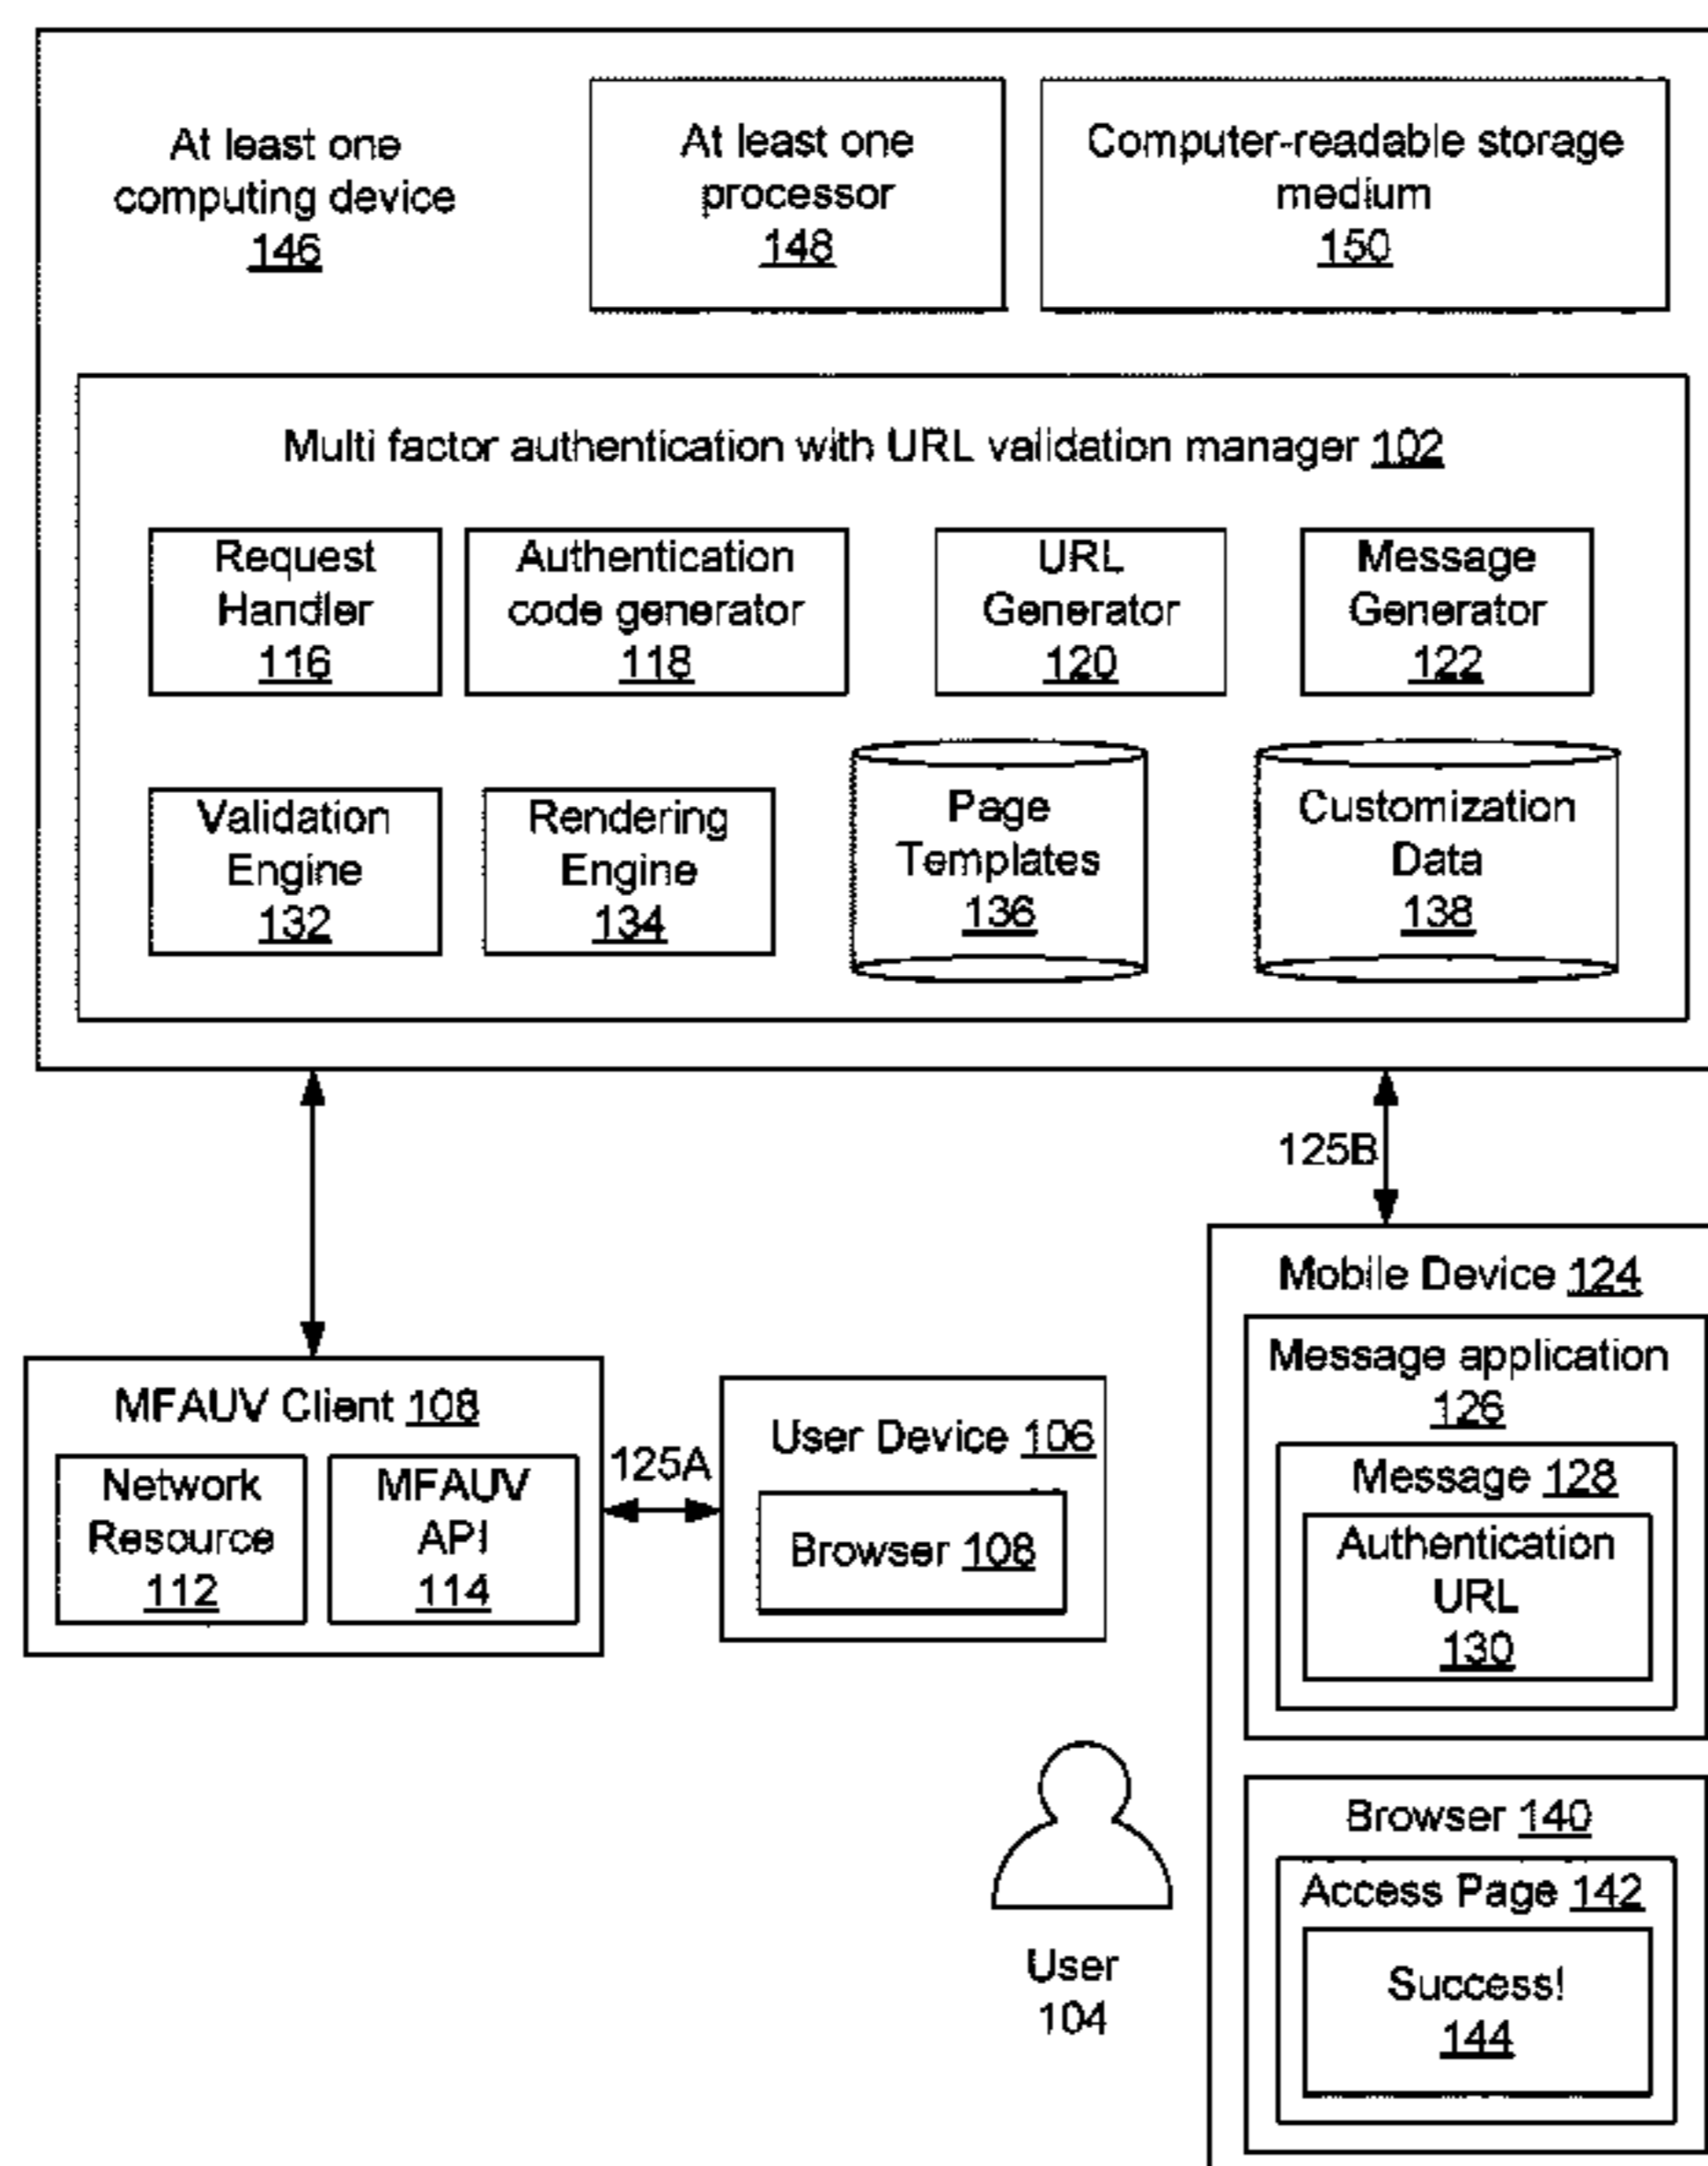 At least one
computing device
146
At least one
processor
148
Computer-readable storage
medium
150
Multi factor authentication with URL validation manager 102
Request
Handler
116
Authentication
code generator
118
URL
Generator
120
Message
Generator
122
Validation
Engine
132
Rendering
Engine
134
Page
Templates
136
Customization
Data
138
125B
MFAUV Client 108
Network
Resource
112
MFAUV
API
114
125A
User Device 106
Browser 108
Mobile Device 124
Message application
126
Message 128
Authentication
URL
130
Browser 140
Access Page 142
Success!
144
User
104